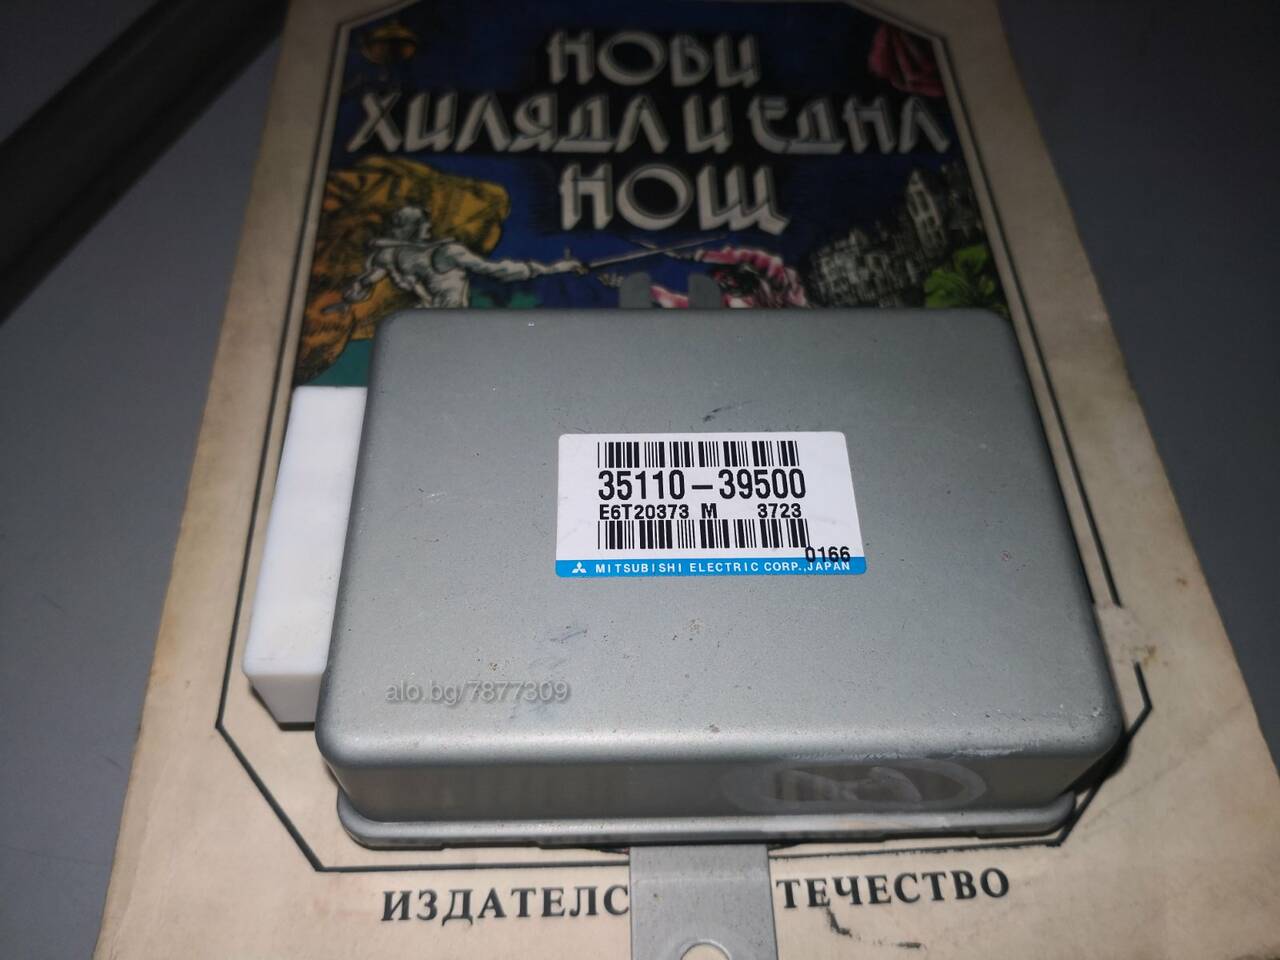 НОВИ
ХИЛЯДА И ЕДНА
НОЩ
35110-39500
E6T20373 M 3723
0166
MITSUBISHI ELECTRIC CORP., JAPAN
alo.bg/7877309
ИЗДАТЕЛС ТЕЧЕСТВО